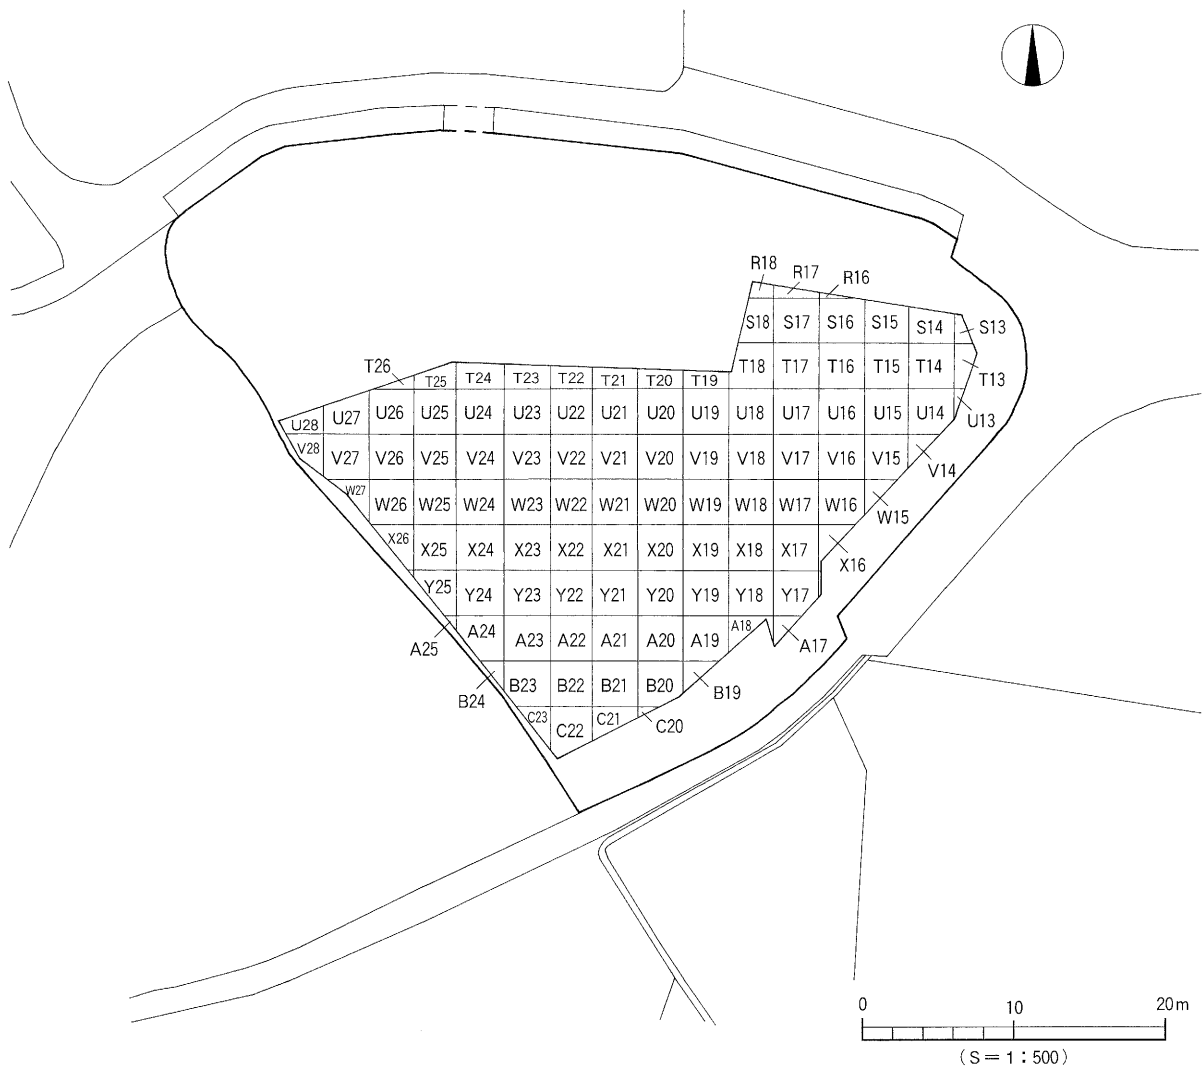 R18 R17 R16
S18 S17 S16 S15 S14 S13
T26 T25 T24 T23 T22 T21 T20 T19 T18 T17 T16 T15 T14 T13
U28 U27 U26 U25 U24 U23 U22 U21 U20 U19 U18 U17 U16 U15 U14 U13
V28 V27 V26 V25 V24 V23 V22 V21 V20 V19 V18 V17 V16 V15 V14
W27 W26 W25 W24 W23 W22 W21 W20 W19 W18 W17 W16 W15
X26 X25 X24 X23 X22 X21 X20 X19 X18 X17 X16
Y25 Y24 Y23 Y22 Y21 Y20 Y19 Y18 Y17
A25 A24 A23 A22 A21 A20 A19 A18 A17
B24 B23 B22 B21 B20 B19
C23 C22 C21 C20
0 10 20m
(S=1:500)